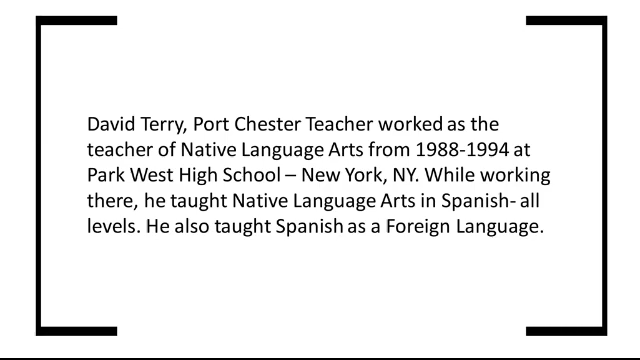 David Terry, Port Chester Teacher worked as the
teacher of Native Language Arts from 1988-1994 at
Park West High School – New York, NY. While working
there, he taught Native Language Arts in Spanish- all
levels. He also taught Spanish as a Foreign Language.